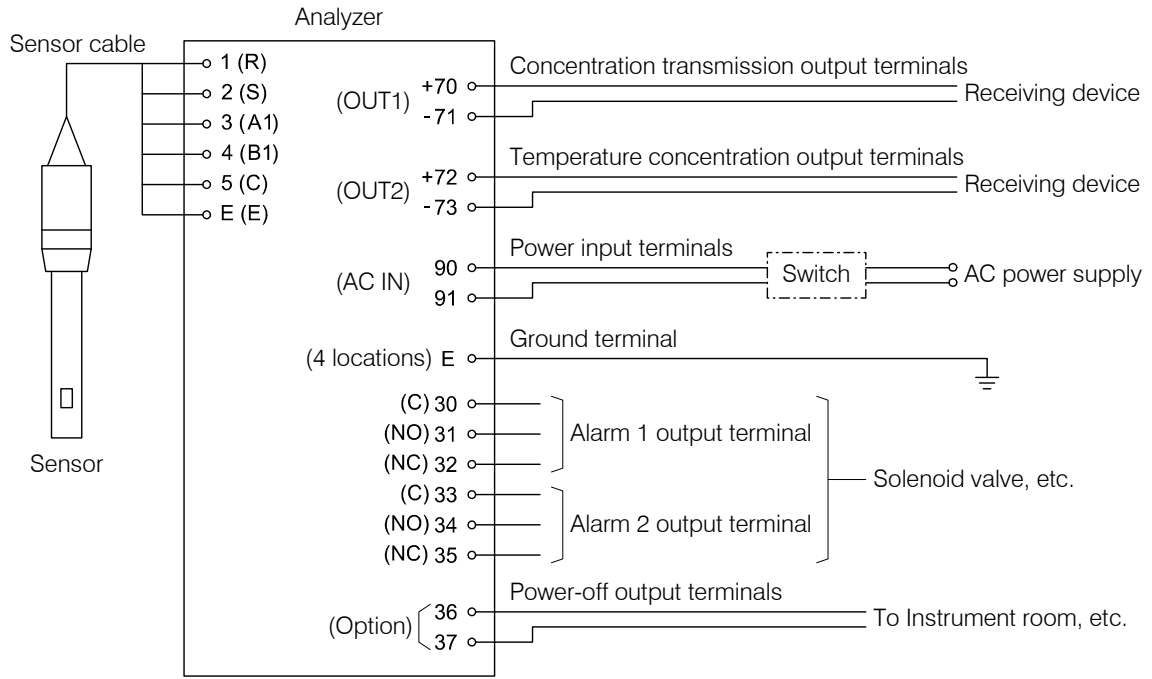 Analyzer
Sensor cable
1 (R)
2 (S)
3 (A1)
4 (B1)
5 (C)
E (E)
Sensor
(OUT1)
+70
-71
Concentration transmission output terminals
Receiving device
(OUT2)
+72
-73
Temperature concentration output terminals
Receiving device
(AC IN)
90
91
Power input terminals
Switch
AC power supply
(4 locations) E
Ground terminal
(C) 30
(NO) 31
(NC) 32
Alarm 1 output terminal
(C) 33
(NO) 34
(NC) 35
Alarm 2 output terminal
Solenoid valve, etc.
(Option)
36
37
Power-off output terminals
To Instrument room, etc.